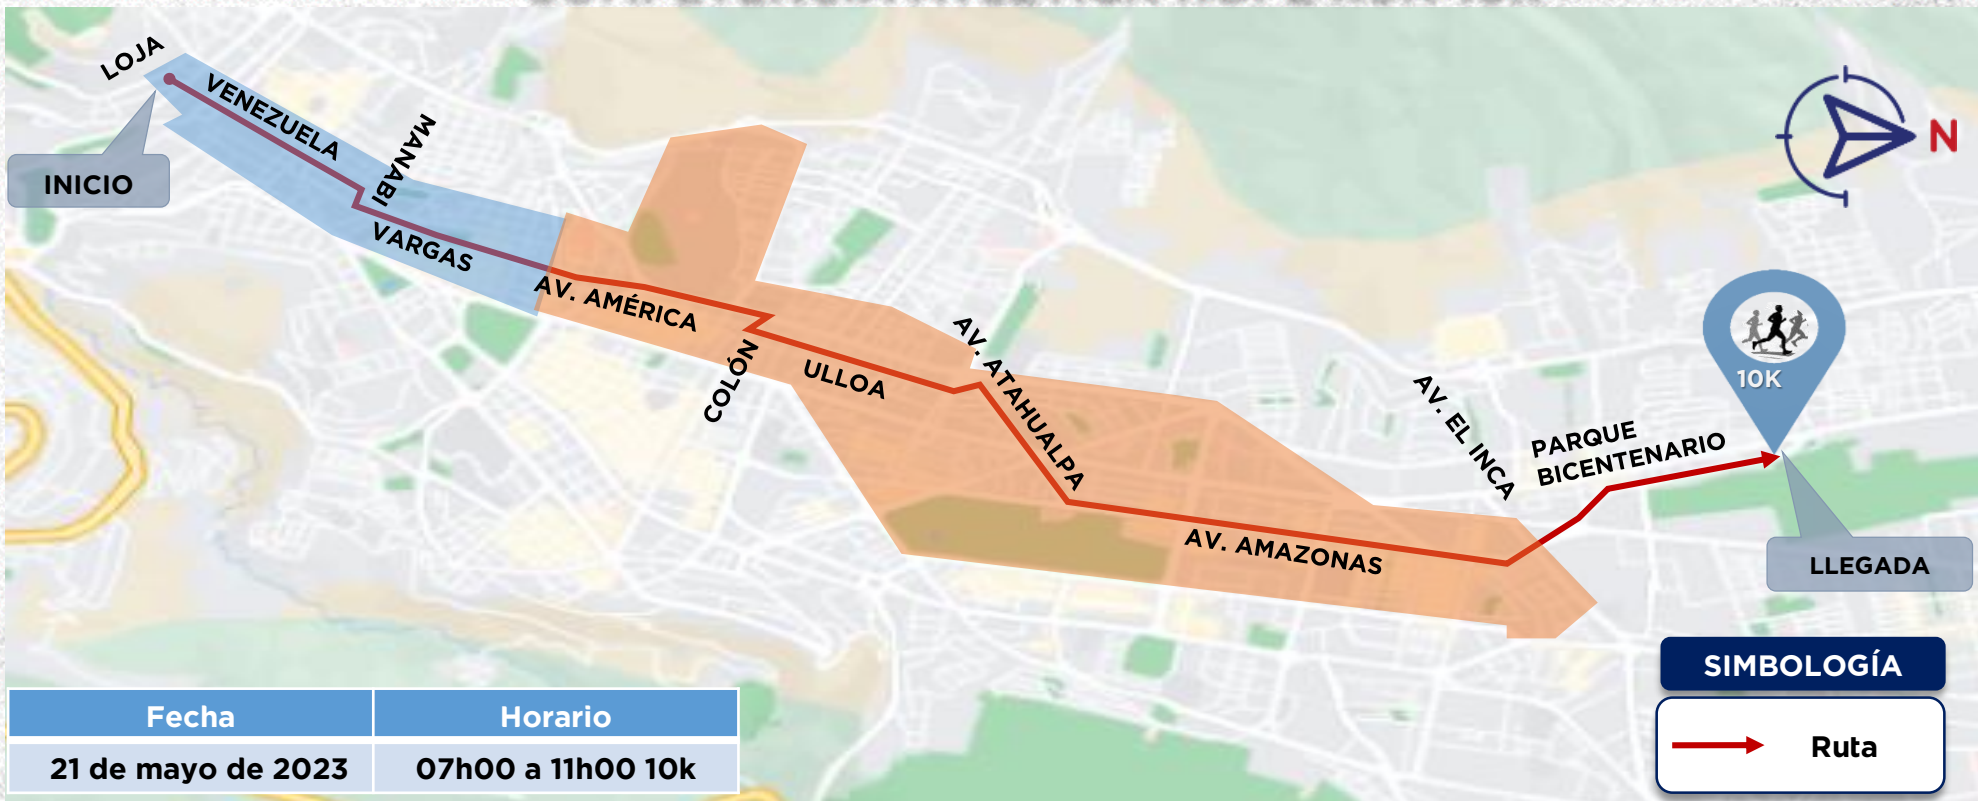 LOJA
VENEZUELA
MANABI
INICIO
VARGAS
AV. AMÉRICA
COLÓN
ULLOA
AV. ATAHUALPA
AV. AMAZONAS
AV. EL INCA
PARQUE
BICENTENARIO
N
10K
LLEGADA
SIMBOLOGÍA
Ruta
Fecha Horario
21 de mayo de 2023 07h00 a 11h00 10k